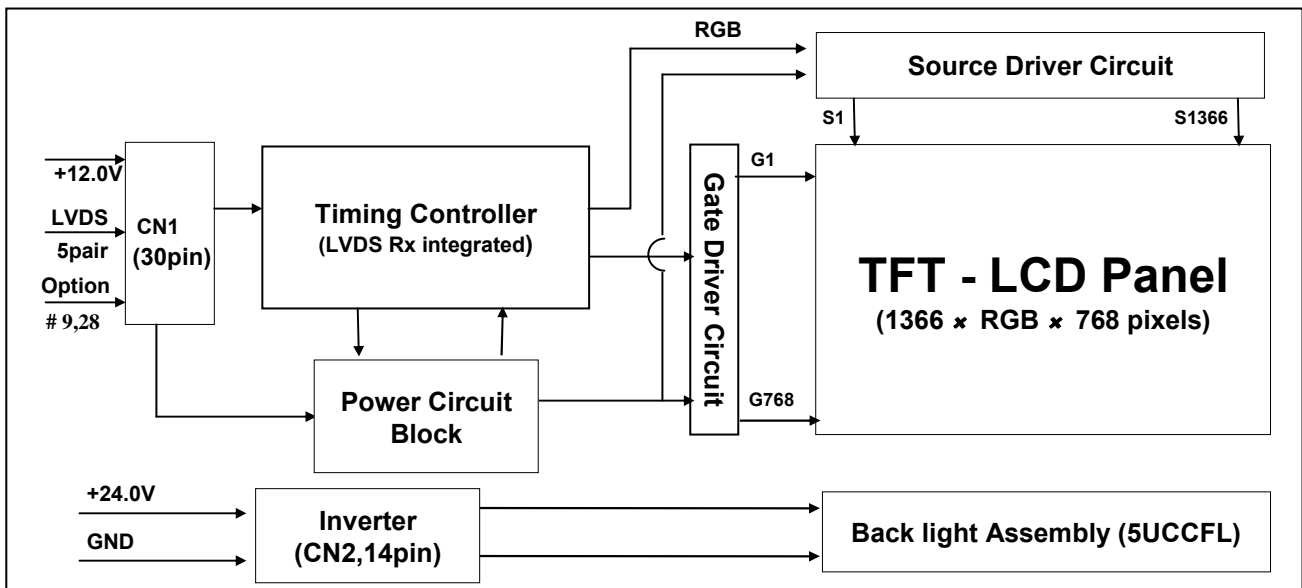 RGB
Source Driver Circuit
S1
S1366
+12.0V
LVDS
5pair
Option
# 9,28
CN1
(30pin)
Timing Controller
(LVDS Rx integrated)
Power Circuit
Block
Gate Driver Circuit
G1
G768
TFT - LCD Panel
(1366 × RGB × 768 pixels)
+24.0V
GND
Inverter
(CN2,14pin)
Back light Assembly (5UCCFL)